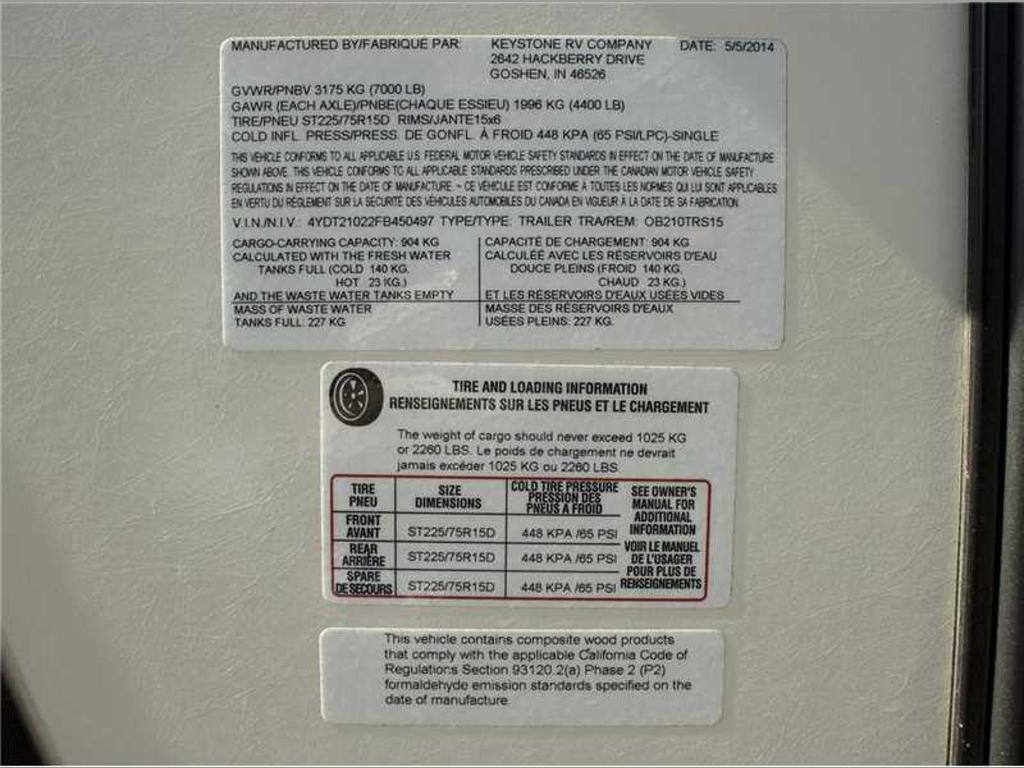 MANUFACTURED BY/FABRIQUÉ PAR: KEYSTONE RV COMPANY DATE: 5/5/2014
2642 HACKBERRY DRIVE
GOSHEN, IN 46526
GVWR/PNBV 3175 KG (7000 LB)
GAWR (EACH AXLE)/PNBE(CHAQUE ESSIEU) 1996 KG (4400 LB)
TIRE/PNEU ST225/75R15D RIMS/JANTE15x6
COLD INFL. PRESS/PRESS. DE GONFL. À FROID 448 KPA (65 PSI/LPC)-SINGLE
THIS VEHICLE CONFORMS TO ALL APPLICABLE U.S. FEDERAL MOTOR VEHICLE SAFETY STANDARDS IN EFFECT ON THE DATE OF MANUFACTURE
SHOWN ABOVE. THIS VEHICLE CONFORMS TO ALL APPLICABLE STANDARDS PRESCRIBED UNDER THE CANADIAN MOTOR VEHICLE SAFETY
REGULATIONS IN EFFECT ON THE DATE OF MANUFACTURE. ~ CE VÉHICULE EST CONFORME À TOUTES LES NORMES QUI LUI SONT APPLICABLES
EN VERTU DU RÈGLEMENT SUR LA SÉCURITÉ DES VÉHICULES AUTOMOBILES DU CANADA EN VIGUEUR À LA DATE DE SA FABRICATION
V.I.N./N.I.V.: 4YDT21022FB450497 TYPE/TYPE: TRAILER TRA/REM: OB210TRS15
CARGO-CARRYING CAPACITY: 904 KG
CALCULATED WITH THE FRESH WATER
TANKS FULL (COLD 140 KG.
HOT 23 KG.)
AND THE WASTE WATER TANKS EMPTY
MASS OF WASTE WATER
TANKS FULL: 227 KG
CAPACITÉ DE CHARGEMENT: 904 KG
CALCULÉE AVEC LES RÉSERVOIRS D'EAU
DOUCE PLEINS (FROID 140 KG.
CHAUD 23 KG.)
ET LES RÉSERVOIRS D'EAUX USÉES VIDES
MASSE DES RÉSERVOIRS D'EAUX
USÉES PLEINS: 227 KG.
TIRE AND LOADING INFORMATION
RENSEIGNEMENTS SUR LES PNEUS ET LE CHARGEMENT
The weight of cargo should never exceed 1025 KG
or 2260 LBS. Le poids de chargement ne devrait
jamais excéder 1025 KG ou 2260 LBS
TIRE
PNEU
SIZE
DIMENSIONS
COLD TIRE PRESSURE
PRESSION DES
PNEUS A FROID
FRONT
AVANT
ST225/75R15D 448 KPA /65 PSI
REAR
ARRIÈRE
ST225/75R15D 448 KPA /65 PSI
SPARE
DE SECOURS
ST225/75R15D 448 KPA /65 PSI
SEE OWNER'S
MANUAL FOR
ADDITIONAL
INFORMATION
VOIR LE MANUEL
DE L'USAGER
POUR PLUS DE
RENSEIGNEMENTS
This vehicle contains composite wood products
that comply with the applicable California Code of
Regulations Section 93120.2(a) Phase 2 (P2)
formaldehyde emission standards specified on the
date of manufacture